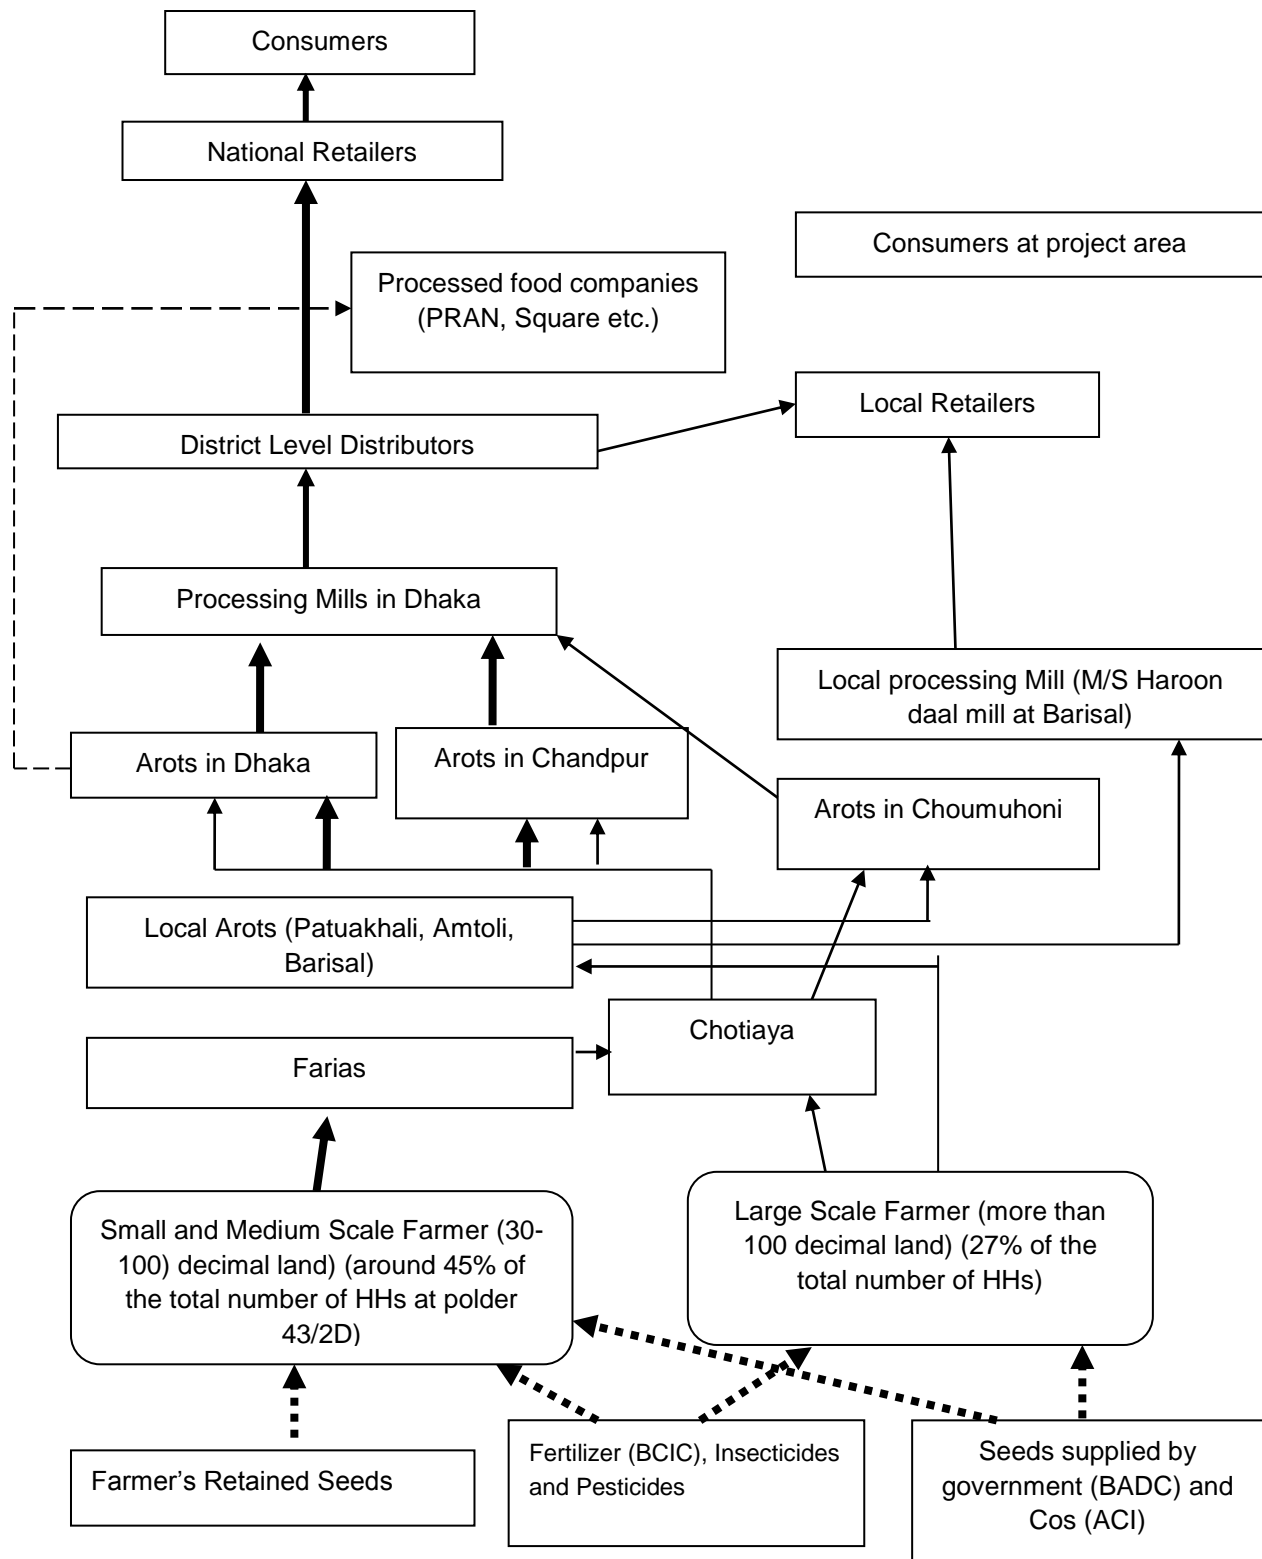 Consumers
National Retailers
Consumers at project area
Processed food companies
(PRAN, Square etc.)
Local Retailers
District Level Distributors
Processing Mills in Dhaka
Local processing Mill (M/S Haroon
daal mill at Barisal)
Arots in Dhaka
Arots in Chandpur
Arots in Choumuhoni
Local Arots (Patuakhali, Amtoli,
Barisal)
Chotiaya
Farias
Small and Medium Scale Farmer (30-
100) decimal land) (around 45% of
the total number of HHs at polder
43/2D)
Large Scale Farmer (more than
100 decimal land) (27% of the
total number of HHs)
Farmer’s Retained Seeds
Fertilizer (BCIC), Insecticides
and Pesticides
Seeds supplied by
government (BADC) and
Cos (ACI)